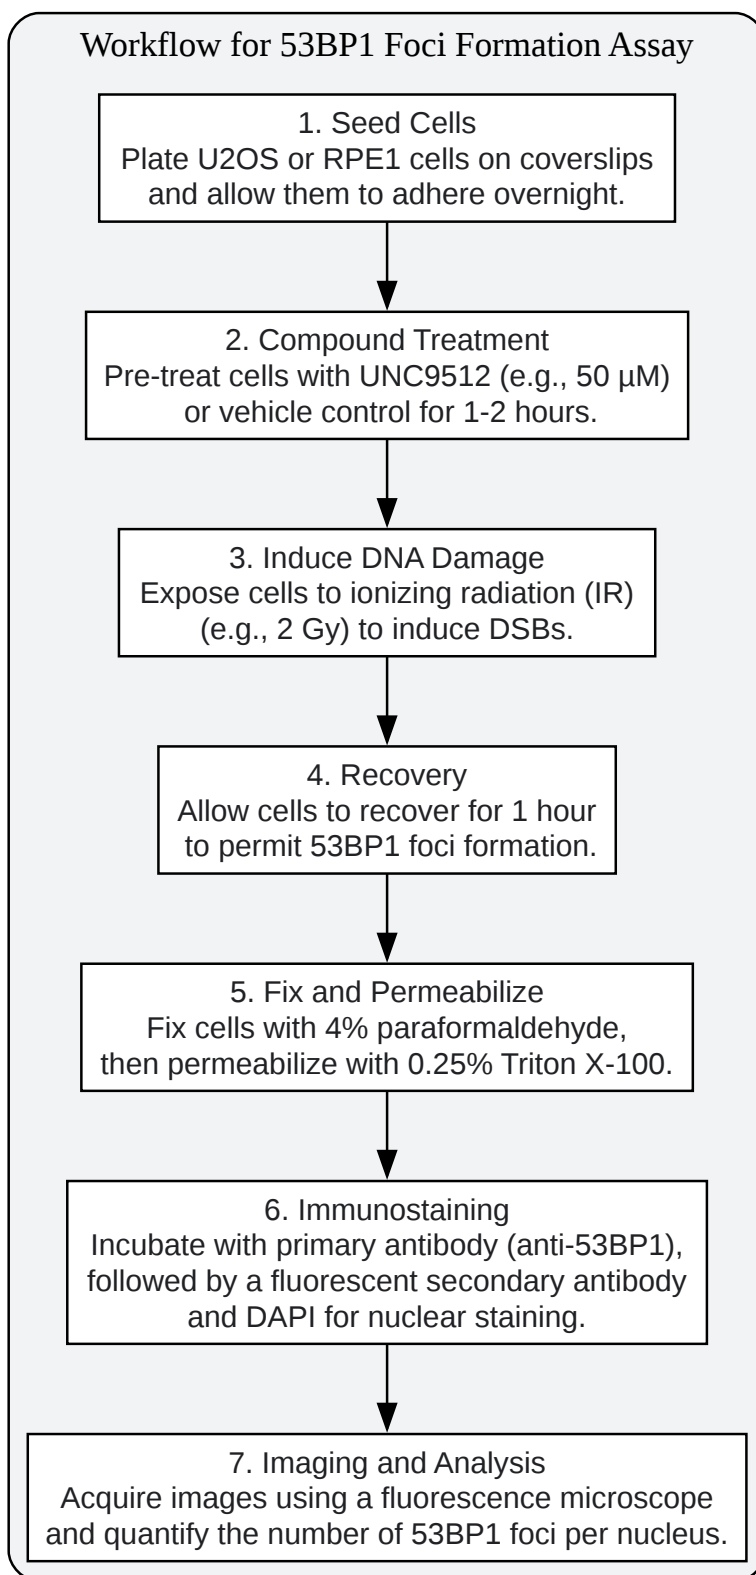 Workflow for 53BP1 Foci Formation Assay
1. Seed Cells
Plate U2OS or RPE1 cells on coverslips
and allow them to adhere overnight.
2. Compound Treatment
Pre-treat cells with UNC9512 (e.g., 50 µM)
or vehicle control for 1-2 hours.
3. Induce DNA Damage
Expose cells to ionizing radiation (IR)
(e.g., 2 Gy) to induce DSBs.
4. Recovery
Allow cells to recover for 1 hour
to permit 53BP1 foci formation.
5. Fix and Permeabilize
Fix cells with 4% paraformaldehyde,
then permeabilize with 0.25% Triton X-100.
6. Immunostaining
Incubate with primary antibody (anti-53BP1),
followed by a fluorescent secondary antibody
and DAPI for nuclear staining.
7. Imaging and Analysis
Acquire images using a fluorescence microscope
and quantify the number of 53BP1 foci per nucleus.